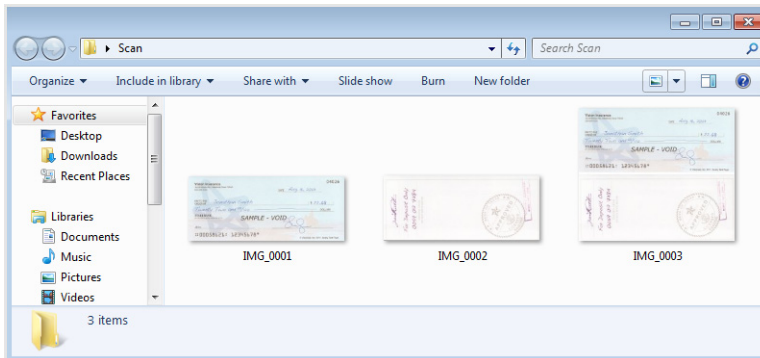 Scan
Search Scan
Organize Include in library Share with Slide show Burn New folder
Favorites
Desktop
Downloads
Recent Places
Libraries
Documents
Music
Pictures
Videos
SAMPLE - VOID
SAMPLE - VOID
IMG_0001
IMG_0002
IMG_0003
3 items